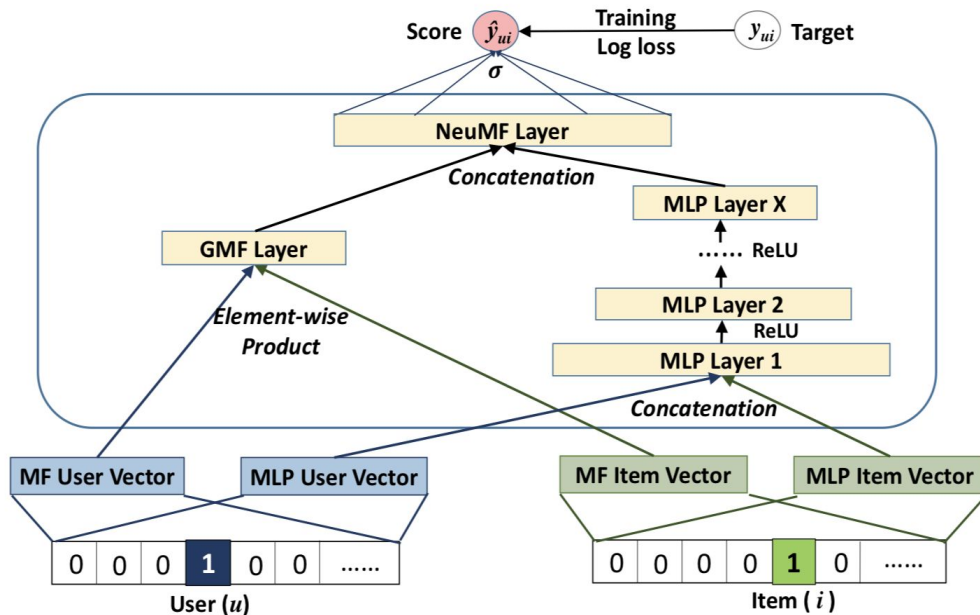 Score ŷui Training yui Target
Log loss
σ
NeuMF Layer
Concatenation
MLP Layer X
GMF Layer
...... ReLU
MLP Layer 2
Element-wise
Product
ReLU
MLP Layer 1
Concatenation
MF User Vector MLP User Vector MF Item Vector MLP Item Vector
0 0 0 1 0 0 ...... 0 0 0 0 1 0 ......
User (u) Item ( i )